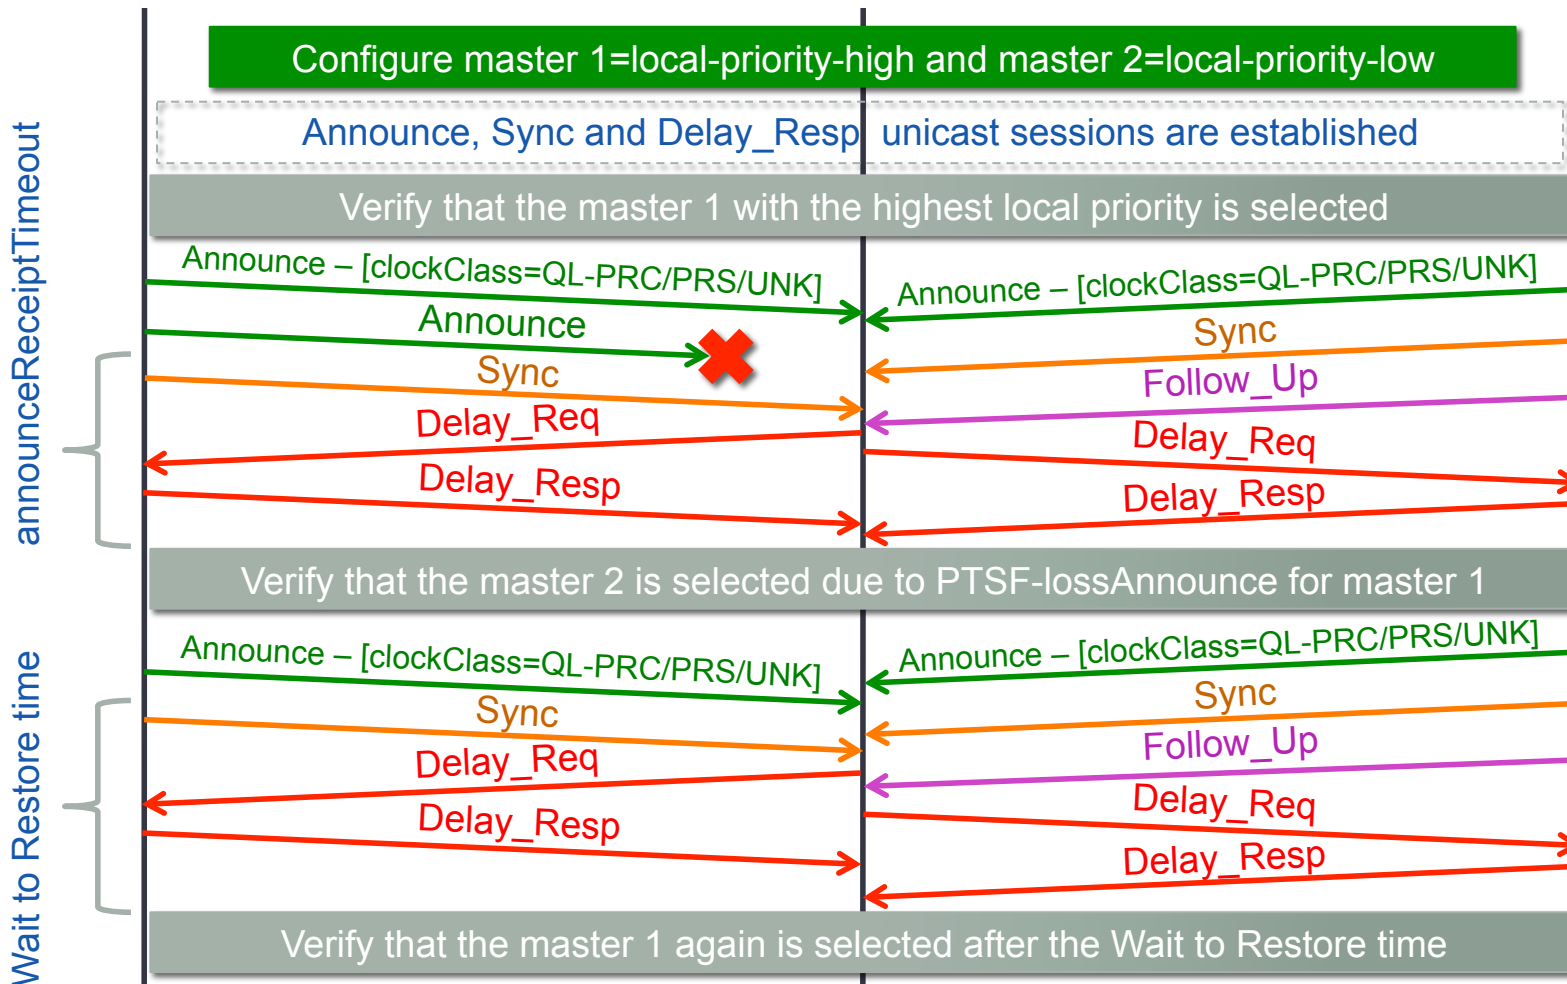 Configure master 1=local-priority-high and master 2=local-priority-low
Announce, Sync and Delay_Resp unicast sessions are established
Verify that the master 1 with the highest local priority is selected
announceReceiptTimeout
Announce – [clockClass=QL-PRC/PRS/UNK]
Announce – [clockClass=QL-PRC/PRS/UNK]
Announce
Sync
Sync
Follow_Up
Delay_Req
Delay_Req
Delay_Resp
Delay_Resp
Verify that the master 2 is selected due to PTSF-lossAnnounce for master 1
Wait to Restore time
Announce – [clockClass=QL-PRC/PRS/UNK]
Announce – [clockClass=QL-PRC/PRS/UNK]
Sync
Sync
Delay_Req
Follow_Up
Delay_Req
Delay_Resp
Delay_Resp
Verify that the master 1 again is selected after the Wait to Restore time